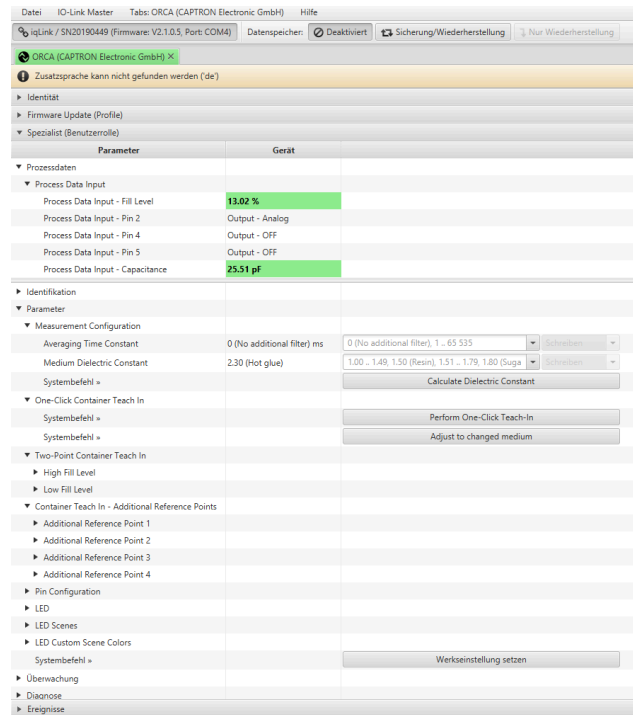 Datei IO-Link Master Tabs: ORCA (CAPTRON Electronic GmbH) Hilfe
iqLink / SN20190449 (Firmware: V2.1.0.5, Port: COM4) Datenspeicher: Deaktiviert Sicherung/Wiederherstellung Nur Wiederherstellung
ORCA (CAPTRON Electronic GmbH) ×
Zusatzsprache kann nicht gefunden werden ('de')
Identität
Firmware Update (Profile)
Spezialist (Benutzerrolle)
Parameter Gerät
Prozessdaten
Process Data Input
Process Data Input - Fill Level 13.02 %
Process Data Input - Pin 2 Output - Analog
Process Data Input - Pin 4 Output - OFF
Process Data Input - Pin 5 Output - OFF
Process Data Input - Capacitance 25.51 pF
Identifikation
Parameter
Measurement Configuration
Averaging Time Constant 0 (No additional filter) ms 0 (No additional filter), 1 .. 65 535 Schreiben
Medium Dielectric Constant 2.30 (Hot glue) 1.00 .. 1.49, 1.50 (Resin), 1.51 .. 1.79, 1.80 (Suga Schreiben
Systembefehl » Calculate Dielectric Constant
One-Click Container Teach In
Systembefehl » Perform One-Click Teach-In
Systembefehl » Adjust to changed medium
Two-Point Container Teach In
High Fill Level
Low Fill Level
Container Teach In - Additional Reference Points
Additional Reference Point 1
Additional Reference Point 2
Additional Reference Point 3
Additional Reference Point 4
Pin Configuration
LED
LED Scenes
LED Custom Scene Colors
Systembefehl » Werkseinstellung setzen
Überwachung
Diagnose
Ereignisse